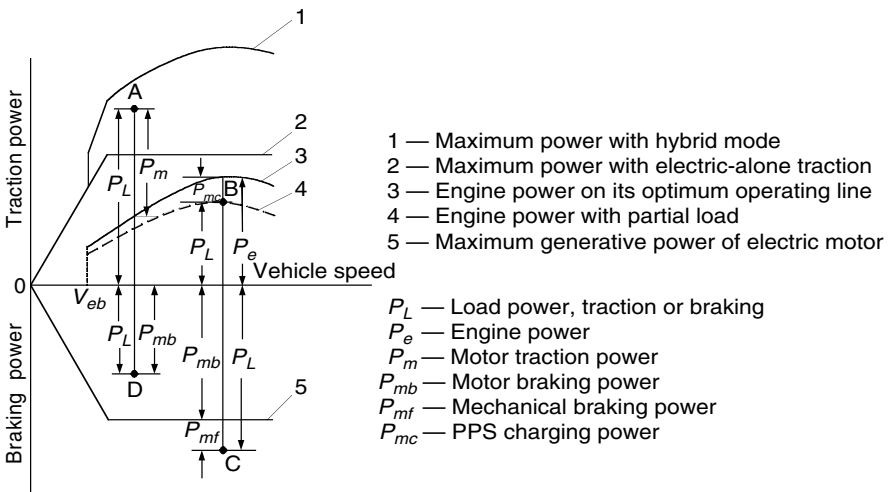 1
Traction power
A
2
P_L
P_m
3
P_mc
B
4
P_L
P_e
Vehicle speed
0
V_eb
Braking power
P_L
P_mb
P_mb
P_L
D
5
P_mf
C
1 — Maximum power with hybrid mode
2 — Maximum power with electric-alone traction
3 — Engine power on its optimum operating line
4 — Engine power with partial load
5 — Maximum generative power of electric motor
P_L — Load power, traction or braking
P_e — Engine power
P_m — Motor traction power
P_mb — Motor braking power
P_mf — Mechanical braking power
P_mc — PPS charging power